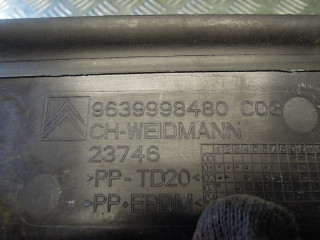 9639998480 C03
CH-WEIDMANN
23746
>PP-TD20<
>PP·EPDM<